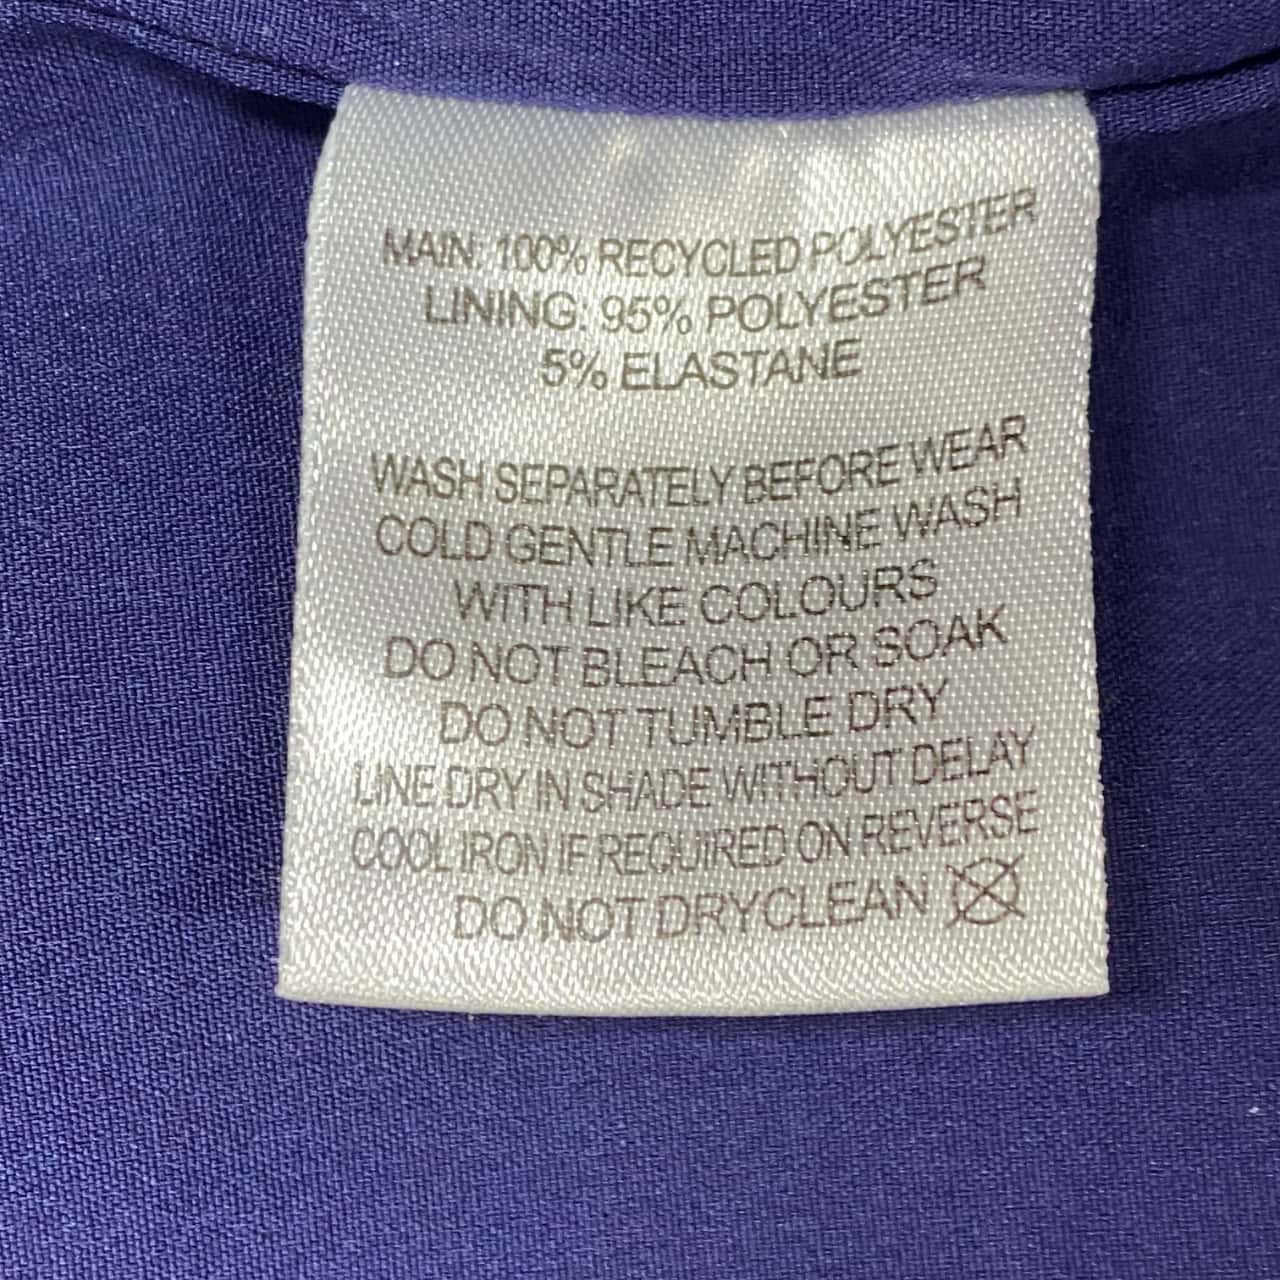 MAIN: 100% RECYCLED POLYESTER
LINING: 95% POLYESTER
5% ELASTANE
WASH SEPARATELY BEFORE WEAR
COLD GENTLE MACHINE WASH
WITH LIKE COLOURS
DO NOT BLEACH OR SOAK
DO NOT TUMBLE DRY
LINE DRY IN SHADE WITHOUT DELAY
COOL IRON IF REQUIRED ON REVERSE
DO NOT DRYCLEAN